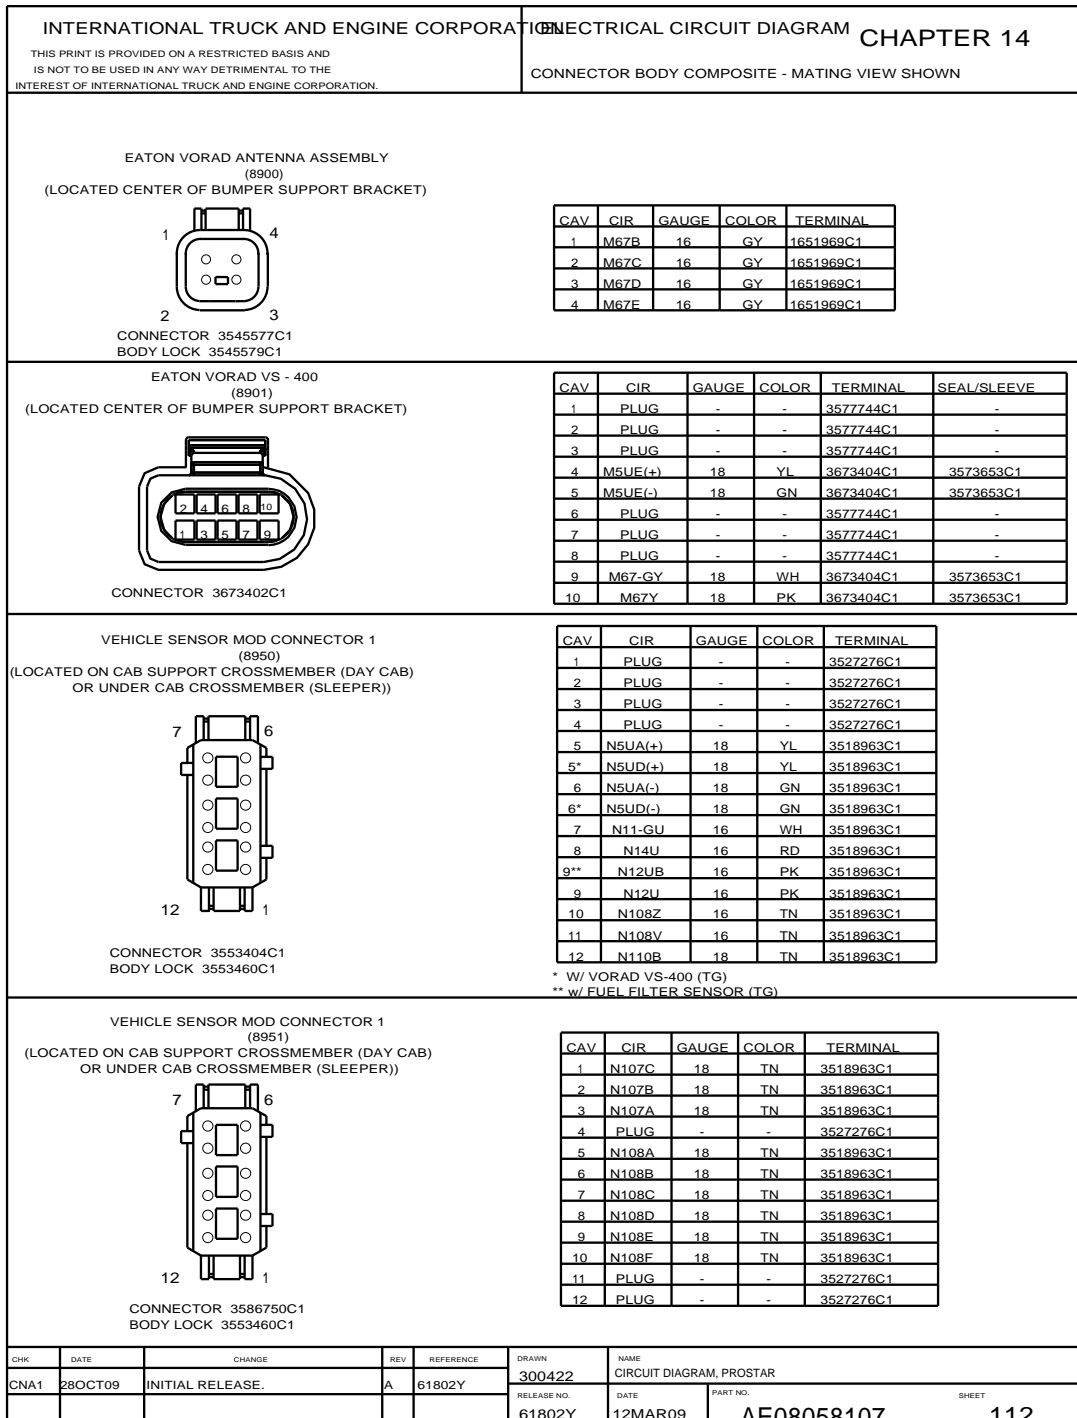 INTERNATIONAL TRUCK AND ENGINE CORPORATION
ELECTRICAL CIRCUIT DIAGRAM CHAPTER 14
THIS PRINT IS PROVIDED ON A RESTRICTED BASIS AND
IS NOT TO BE USED IN ANY WAY DETRIMENTAL TO THE
INTEREST OF INTERNATIONAL TRUCK AND ENGINE CORPORATION.
CONNECTOR BODY COMPOSITE - MATING VIEW SHOWN
EATON VORAD ANTENNA ASSEMBLY
(8900)
(LOCATED CENTER OF BUMPER SUPPORT BRACKET)
1 4
2 3
CONNECTOR 3545577C1
BODY LOCK 3545579C1
CAV CIR GAUGE COLOR TERMINAL
1 M67B 16 GY 1651969C1
2 M67C 16 GY 1651969C1
3 M67D 16 GY 1651969C1
4 M67E 16 GY 1651969C1
EATON VORAD VS - 400
(8901)
(LOCATED CENTER OF BUMPER SUPPORT BRACKET)
2 4 6 8 10
1 3 5 7 9
CONNECTOR 3673402C1
CAV CIR GAUGE COLOR TERMINAL SEAL/SLEEVE
1 PLUG - - 3577744C1 -
2 PLUG - - 3577744C1 -
3 PLUG - - 3577744C1 -
4 M5UE(+) 18 YL 3673404C1 3573653C1
5 M5UE(-) 18 GN 3673404C1 3573653C1
6 PLUG - - 3577744C1 -
7 PLUG - - 3577744C1 -
8 PLUG - - 3577744C1 -
9 M67-GY 18 WH 3673404C1 3573653C1
10 M67Y 18 PK 3673404C1 3573653C1
VEHICLE SENSOR MOD CONNECTOR 1
(8950)
(LOCATED ON CAB SUPPORT CROSSMEMBER (DAY CAB)
OR UNDER CAB CROSSMEMBER (SLEEPER))
7 6
12 1
CONNECTOR 3553404C1
BODY LOCK 3553460C1
CAV CIR GAUGE COLOR TERMINAL
1 PLUG - - 3527276C1
2 PLUG - - 3527276C1
3 PLUG - - 3527276C1
4 PLUG - - 3527276C1
5 N5UA(+) 18 YL 3518963C1
5* N5UD(+) 18 YL 3518963C1
6 N5UA(-) 18 GN 3518963C1
6* N5UD(-) 18 GN 3518963C1
7 N11-GU 16 WH 3518963C1
8 N14U 16 RD 3518963C1
9** N12UB 16 PK 3518963C1
9 N12U 16 PK 3518963C1
10 N108Z 16 TN 3518963C1
11 N108V 16 TN 3518963C1
12 N110B 18 TN 3518963C1
* W/ VORAD VS-400 (TG)
** w/ FUEL FILTER SENSOR (TG)
VEHICLE SENSOR MOD CONNECTOR 1
(8951)
(LOCATED ON CAB SUPPORT CROSSMEMBER (DAY CAB)
OR UNDER CAB CROSSMEMBER (SLEEPER))
7 6
12 1
CONNECTOR 3586750C1
BODY LOCK 3553460C1
CAV CIR GAUGE COLOR TERMINAL
1 N107C 18 TN 3518963C1
2 N107B 18 TN 3518963C1
3 N107A 18 TN 3518963C1
4 PLUG - - 3527276C1
5 N108A 18 TN 3518963C1
6 N108B 18 TN 3518963C1
7 N108C 18 TN 3518963C1
8 N108D 18 TN 3518963C1
9 N108E 18 TN 3518963C1
10 N108F 18 TN 3518963C1
11 PLUG - - 3527276C1
12 PLUG - - 3527276C1
CHK DATE CHANGE REV REFERENCE
CNA1 28OCT09 INITIAL RELEASE. A 61802Y
DRAWN
300422
NAME
CIRCUIT DIAGRAM, PROSTAR
RELEASE NO.
61802Y
DATE
12MAR09
PART NO.
AE08058107
SHEET
112